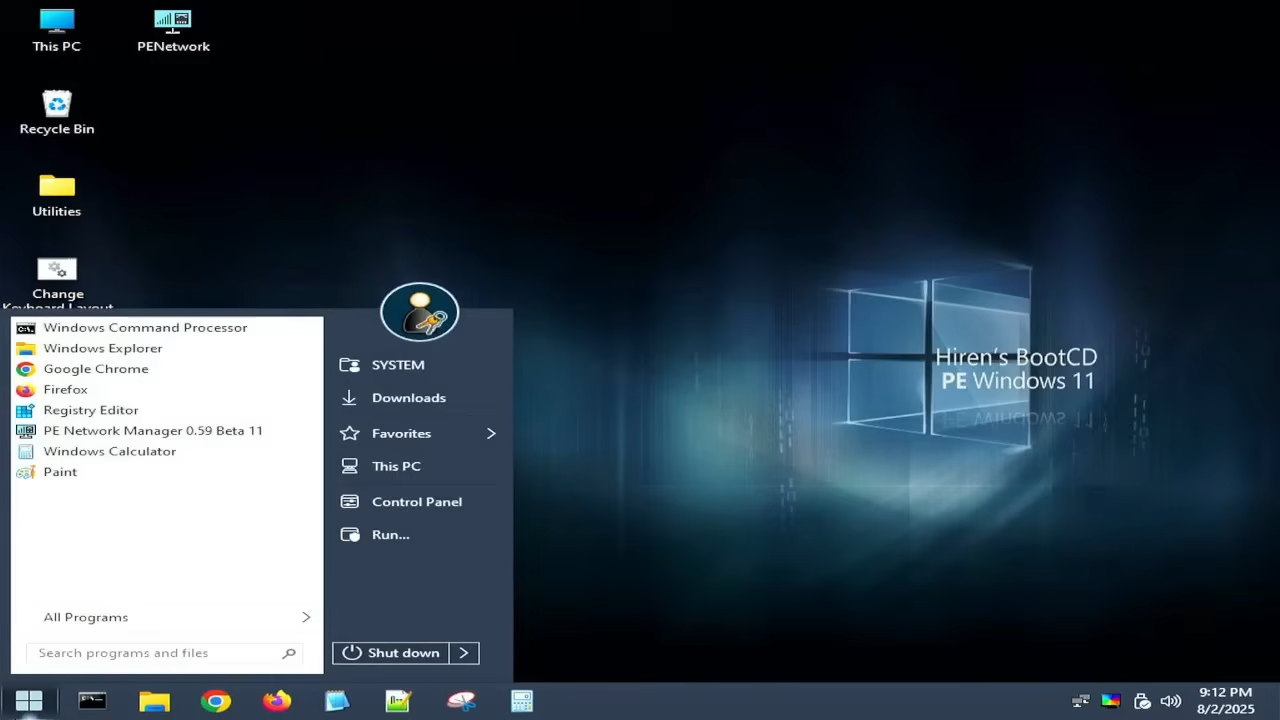 This PC
PENetwork
Recycle Bin
Utilities
Change
Keyboard Layout
Windows Command Processor
Windows Explorer
Google Chrome
Firefox
Registry Editor
PE Network Manager 0.59 Beta 11
Windows Calculator
Paint
All Programs
Search programs and files
SYSTEM
Downloads
Favorites
This PC
Control Panel
Run...
Shut down
Hiren's BootCD
PE Windows 11
9:12 PM
8/2/2025